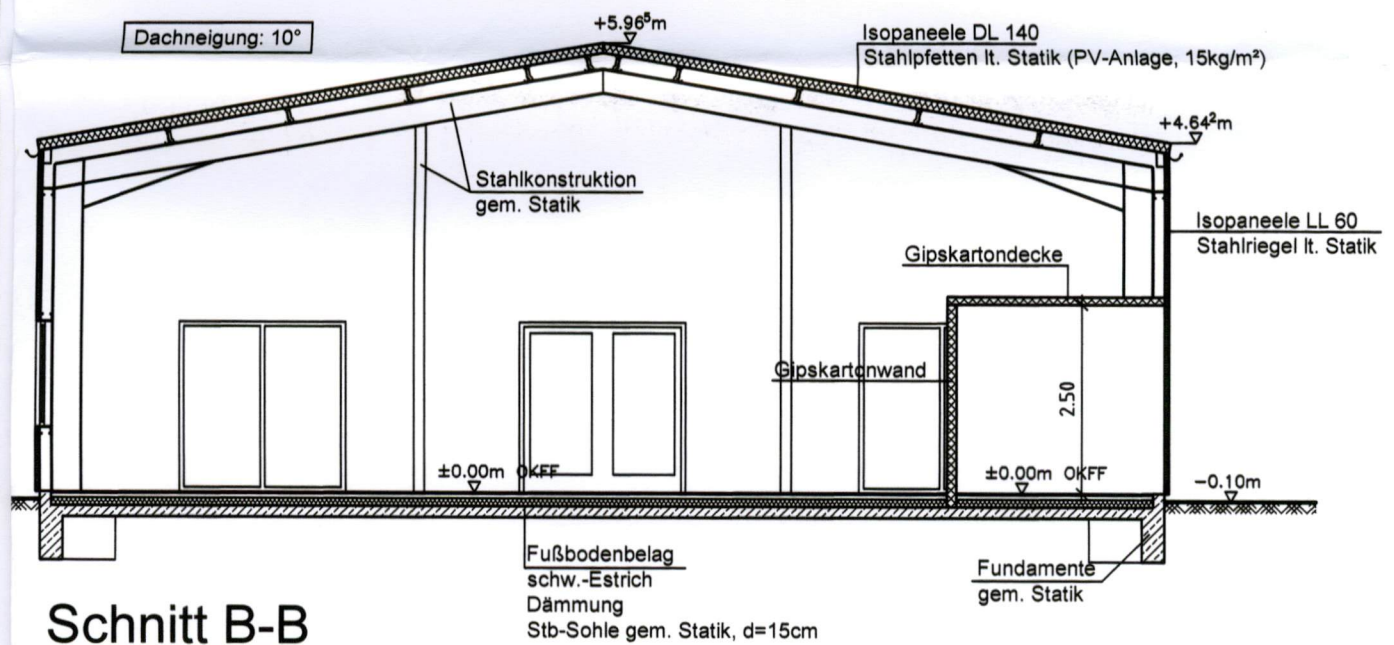 Dachneigung: 10°
+5.96⁵m
Isopaneele DL 140
Stahlpfetten lt. Statik (PV-Anlage, 15kg/m²)
+4.64²m
Stahlkonstruktion
gem. Statik
Isopaneele LL 60
Stahlriegel lt. Statik
Gipskartondecke
Gipskartonwand
2.50
±0.00m OKFF
±0.00m OKFF
-0.10m
Fußbodenbelag
schw.-Estrich
Dämmung
Stb-Sohle gem. Statik, d=15cm
Fundamente
gem. Statik
Schnitt B-B